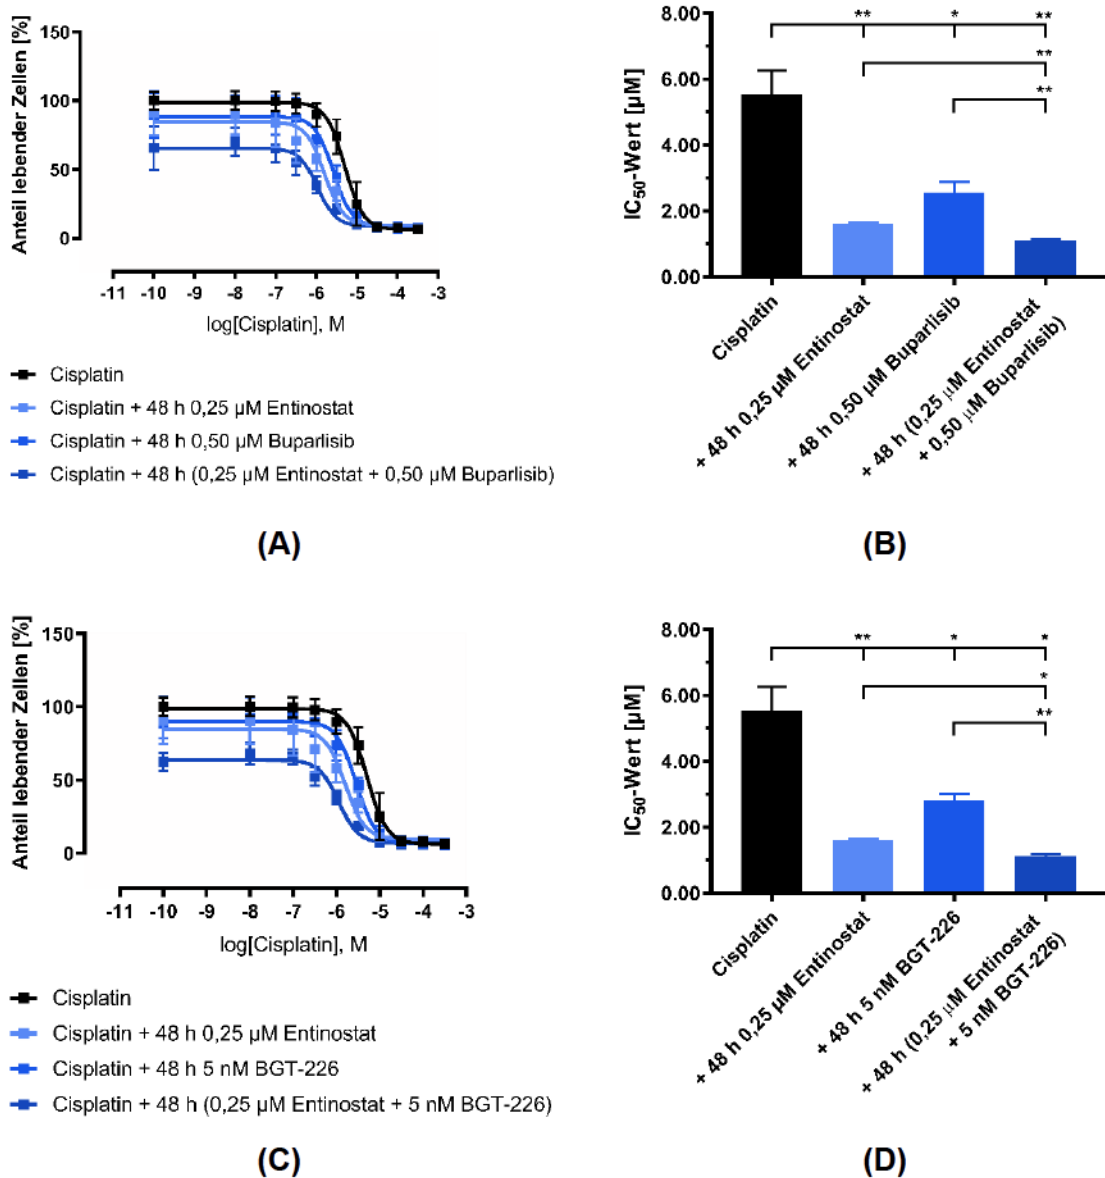 150
100
50
0
Anteil lebender Zellen [%]
-11 -10 -9 -8 -7 -6 -5 -4 -3
log[Cisplatin], M
Cisplatin
Cisplatin + 48 h 0,25 µM Entinostat
Cisplatin + 48 h 0,50 µM Buparlisib
Cisplatin + 48 h (0,25 µM Entinostat + 0,50 µM Buparlisib)
(A)
8.00
6.00
4.00
2.00
0.00
IC50-Wert [µM]
** * **
**
**
Cisplatin
+ 48 h 0,25 µM Entinostat
+ 48 h 0,50 µM Buparlisib
+ 48 h (0,25 µM Entinostat
+ 0,50 µM Buparlisib)
(B)
150
100
50
0
Anteil lebender Zellen [%]
-11 -10 -9 -8 -7 -6 -5 -4 -3
log[Cisplatin], M
Cisplatin
Cisplatin + 48 h 0,25 µM Entinostat
Cisplatin + 48 h 5 nM BGT-226
Cisplatin + 48 h (0,25 µM Entinostat + 5 nM BGT-226)
(C)
8.00
6.00
4.00
2.00
0.00
IC50-Wert [µM]
** * *
*
**
Cisplatin
+ 48 h 0,25 µM Entinostat
+ 48 h 5 nM BGT-226
+ 48 h (0,25 µM Entinostat
+ 5 nM BGT-226)
(D)